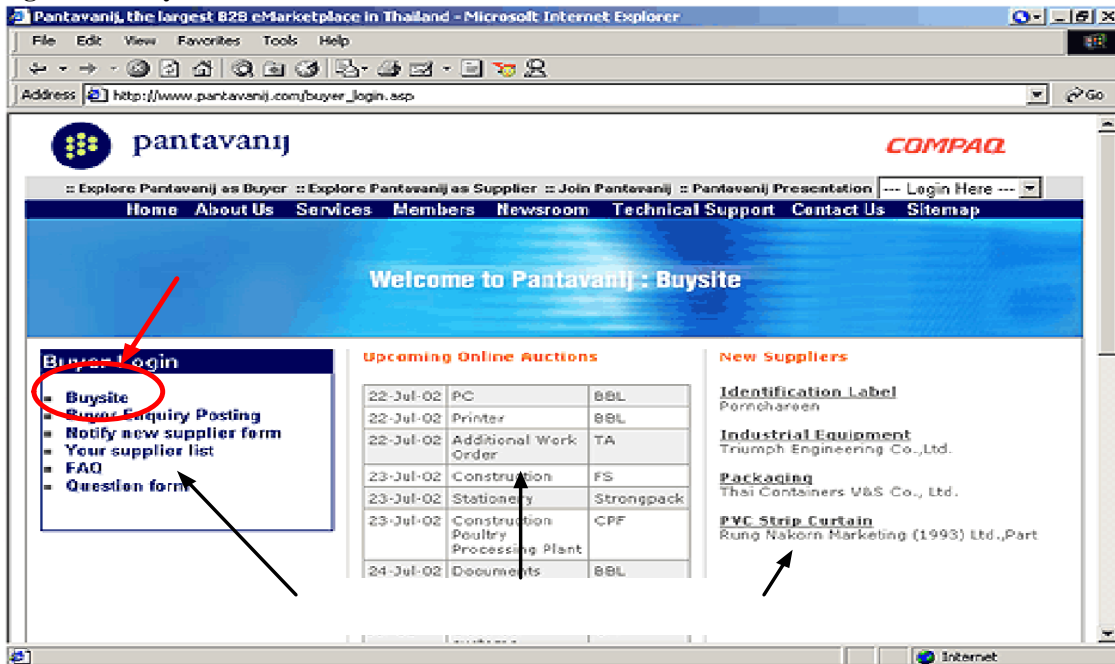 Pantavanij, the largest B2B eMarketplace in Thailand - Microsoft Internet Explorer
File Edit View Favorites Tools Help
Address http://www.pantavanij.com/buyer_login.asp Go
pantavanij
COMPAQ
:: Explore Pantavanij as Buyer :: Explore Pantavanij as Supplier :: Join Pantavanij :: Pantavanij Presentation --- Login Here ---
Home About Us Services Members Newsroom Technical Support Contact Us Sitemap
Welcome to Pantavanij : Buysite
Buyer Login
Buysite
Buyer Enquiry Posting
Notify new supplier form
Your supplier list
FAQ
Question form
Upcoming Online Auctions
22-Jul-02 PC BBL
22-Jul-02 Printer BBL
22-Jul-02 Additional Work TA
Order
23-Jul-02 Construction FS
23-Jul-02 Stationery Strongpack
23-Jul-02 Construction CPF
Poultry
Processing Plant
24-Jul-02 Documents BBL
New Suppliers
Identification Label
Porncharoen
Industrial Equipment
Triumph Engineering Co.,Ltd.
Packaging
Thai Containers V&S Co., Ltd.
PVC Strip Curtain
Rung Nakorn Marketing (1993) Ltd.,Part
Internet